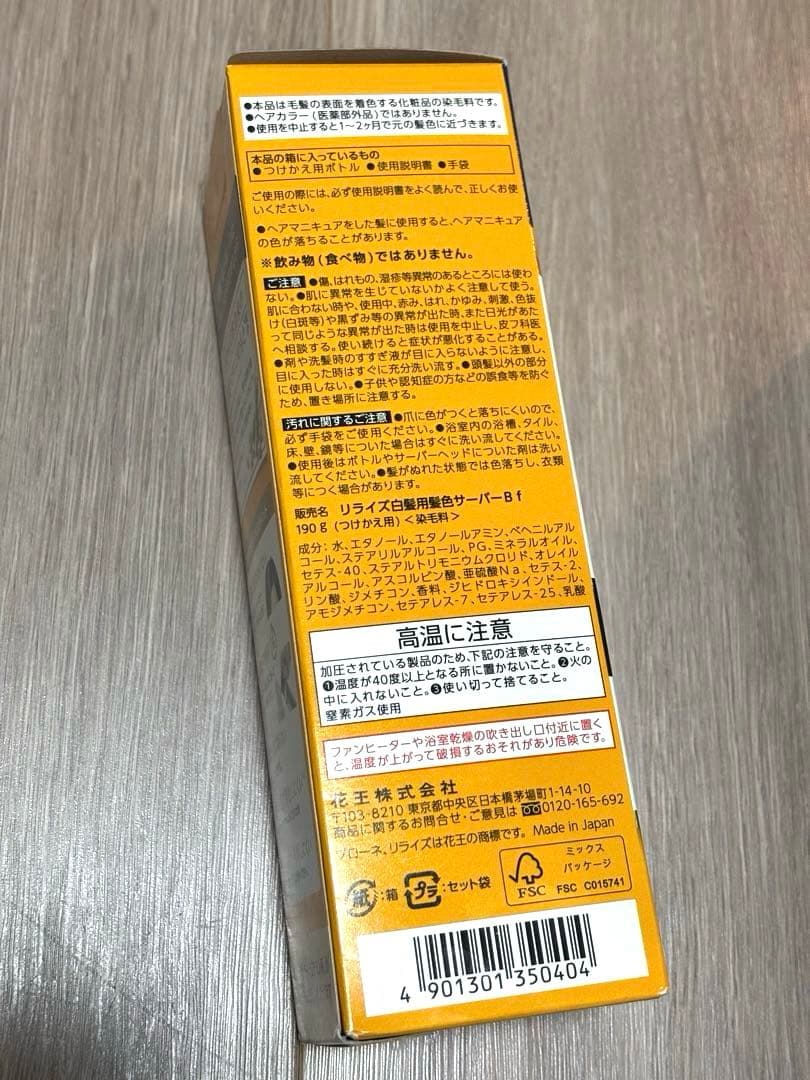 ●本品は毛髪の表面を着色する化粧品の染毛料です。
●ヘアカラー(医薬部外品)ではありません。
●使用を中止すると1〜2ヶ月で元の髪色に近づきます。
本品の箱に入っているもの
●つけかえ用ボトル ●使用説明書 ●手袋
ご使用の際には、必ず使用説明書をよく読んで、正しくお使
いください。
●ヘアマニキュアをした髪に使用すると、ヘアマニキュア
の色が落ちることがあります。
※飲み物(食べ物)ではありません。
ご注意 ●傷、はれもの、湿疹等異常のあるところには使わ
ない。●肌に異常を生じていないかよく注意して使う。
肌に合わない時や、使用中、赤み、はれ、かゆみ、刺激、色抜
け(白斑等)や黒ずみ等の異常が出た時、また日光があた
って同じような異常が出た時は使用を中止し、皮フ科医
へ相談する。使い続けると症状が悪化することがある。
●剤や洗髪時のすすぎ液が目に入らないように注意し、
目に入った時はすぐに充分洗い流す。●頭髪以外の部分
に使用しない。●子供や認知症の方などの誤食等を防ぐ
ため、置き場所に注意する。
汚れに関するご注意 ●爪に色がつくと落ちにくいので、
必ず手袋をご使用ください。●浴室内の浴槽、タイル、
床、壁、鏡等についた場合はすぐに洗い流してください。
●使用後はボトルやサーバーヘッドについた剤は洗い
流してください。●髪がぬれた状態では色落ちし、衣類
等につく場合があります。
販売名 リライズ白髪用髪色サーバーBf
190g(つけかえ用)<染毛料>
成分:水、エタノール、エタノールアミン、ベヘニルアル
コール、ステアリルアルコール、PG、ミネラルオイル、
セテス-40、ステアルトリモニウムクロリド、オレイル
アルコール、アスコルビン酸、亜硫酸Na、セテス-2、
リン酸、ジメチコン、香料、ジヒドロキシインドール、
アモジメチコン、セテアレス-7、セテアレス-25、乳酸
高温に注意
加圧されている製品のため、下記の注意を守ること。
❶温度が40度以上となる所に置かないこと。❷火の
中に入れないこと。❸使い切って捨てること。
窒素ガス使用
ファンヒーターや浴室乾燥の吹き出し口付近に置く
と、温度が上がって破損するおそれがあり危険です。
花王株式会社
〒103-8210 東京都中央区日本橋茅場町1-14-10
商品に関するお問合せ・ご意見は 0120-165-692
ブローネ、リライズは花王の商標です。 Made in Japan
紙:箱 プラ:セット袋
FSC
ミックス
パッケージ
FSC C015741
4 901301 350404